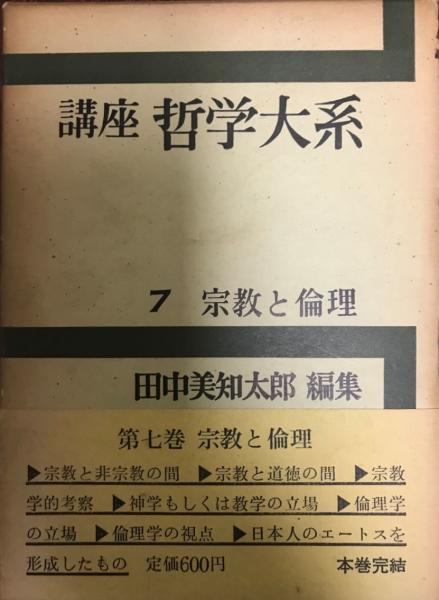 講座 哲学大系
7 宗教と倫理
田中美知太郎 編集
第七巻 宗教と倫理
▶宗教と非宗教の間 ▶宗教と道徳の間 ▶宗教
学的考察 ▶神学もしくは教学の立場 ▶倫理学
の立場 ▶倫理学の視点 ▶日本人のエートスを
形成したもの 定価600円 本巻完結